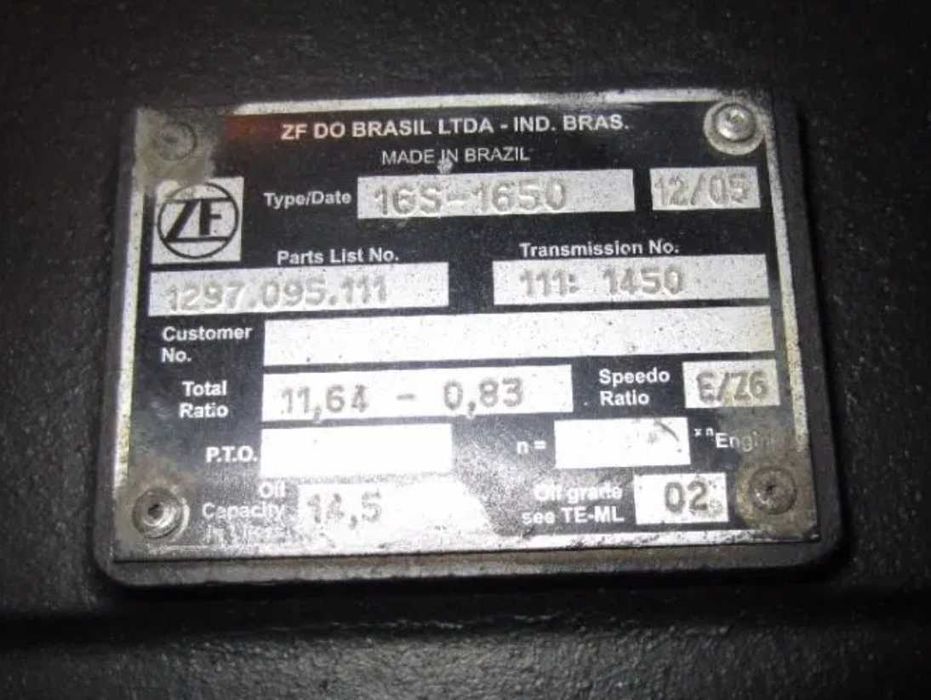 ZF DO BRASIL LTDA - IND. BRAS.
MADE IN BRAZIL
ZF
Type/Date 16S-1650 12/05
Parts List No. Transmission No.
1297.095.111 111: 1450
Customer
No.
Total
Ratio 11,64 - 0,83 Speedo
Ratio E/Z6
P.T.O. n = x n Engine
Oil
Capacity 14,5 Oil grade
see TE-ML 02